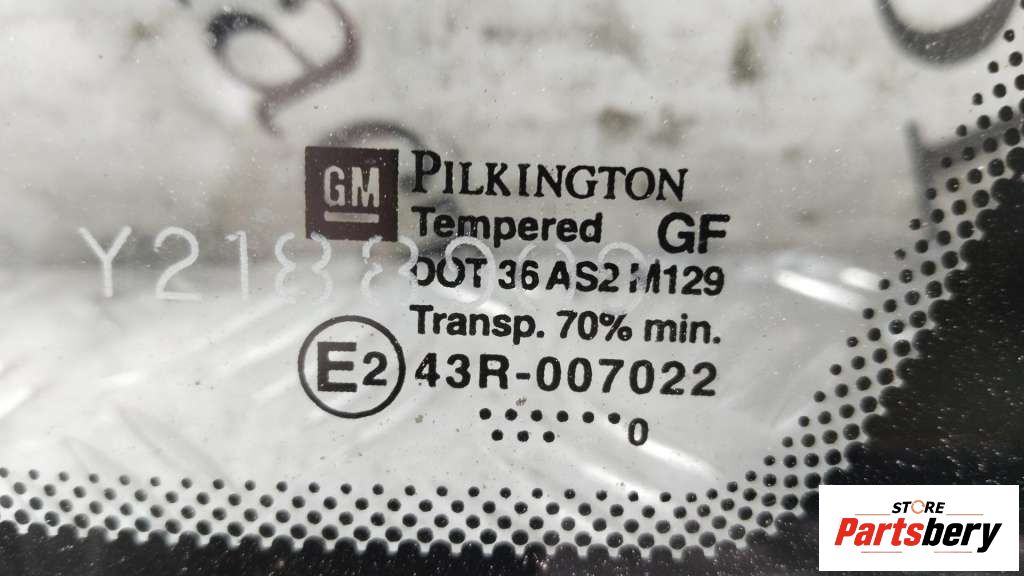 GM PILKINGTON
Tempered GF
DOT 36 AS2 M129
Transp. 70% min.
E2 43R-007022
0
STORE
Partsbery